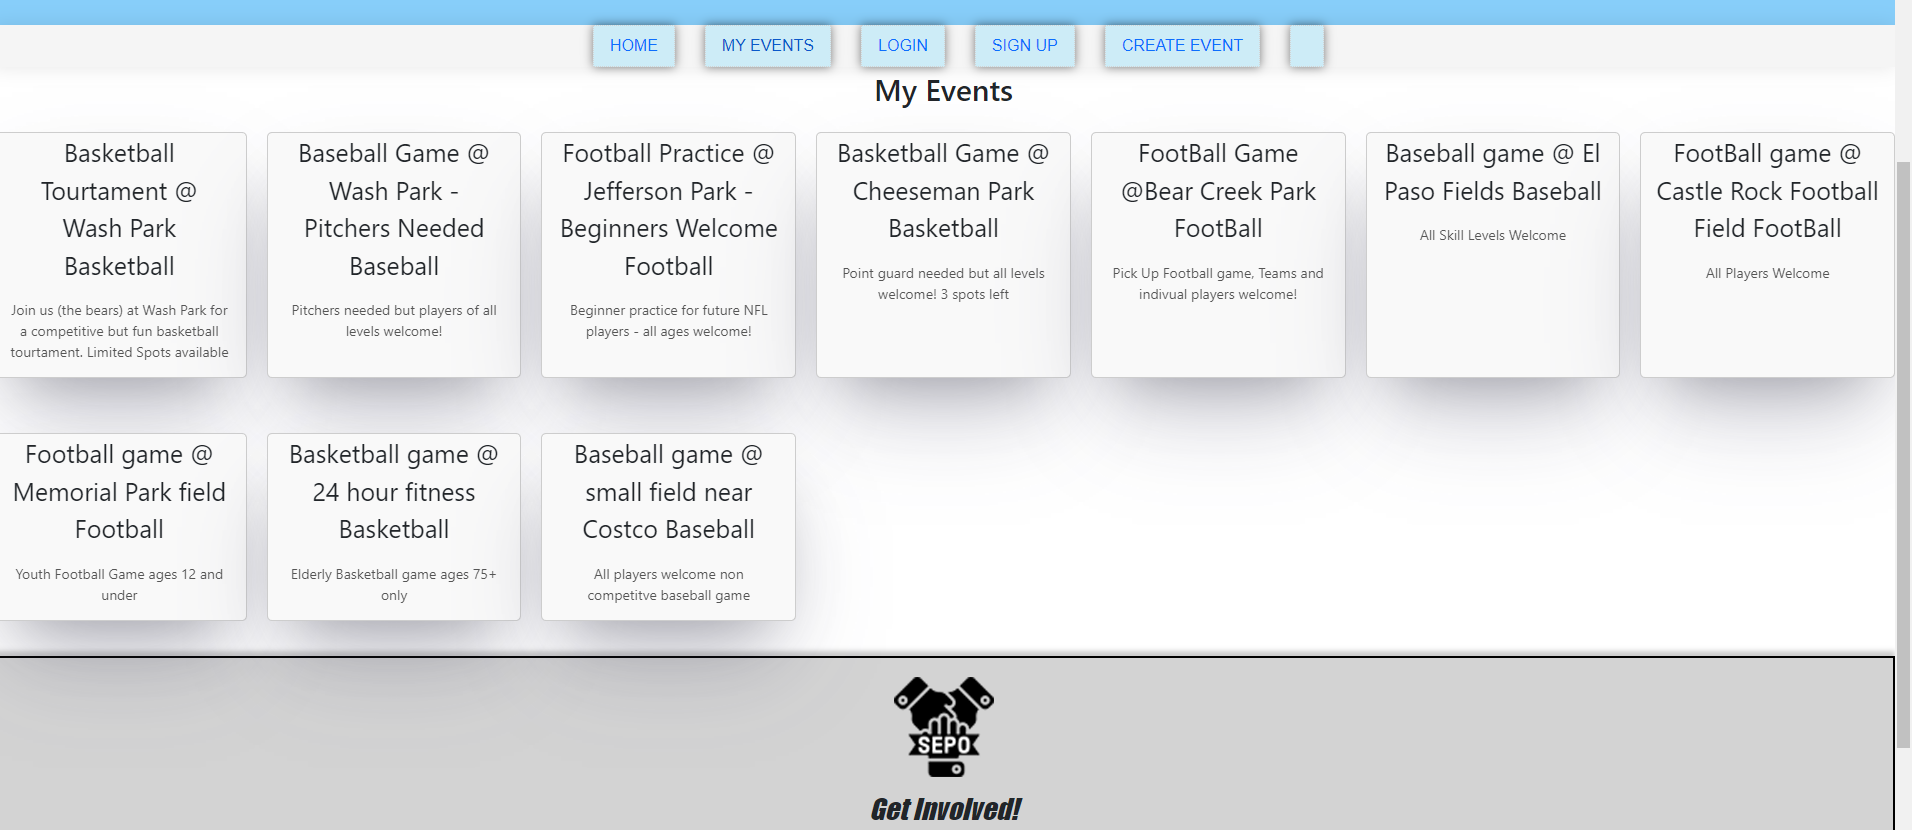 HOME
MY EVENTS
LOGIN
SIGN UP
CREATE EVENT
My Events
Basketball
Tourtament @
Wash Park
Basketball
Join us (the bears) at Wash Park for
a competitive but fun basketball
tourtament. Limited Spots available
Baseball Game @
Wash Park -
Pitchers Needed
Baseball
Pitchers needed but players of all
levels welcome!
Football Practice @
Jefferson Park -
Beginners Welcome
Football
Beginner practice for future NFL
players - all ages welcome!
Basketball Game @
Cheeseman Park
Basketball
Point guard needed but all levels
welcome! 3 spots left
FootBall Game
@Bear Creek Park
FootBall
Pick Up Football game, Teams and
indivual players welcome!
Baseball game @ El
Paso Fields Baseball
All Skill Levels Welcome
FootBall game @
Castle Rock Football
Field FootBall
All Players Welcome
Football game @
Memorial Park field
Football
Youth Football Game ages 12 and
under
Basketball game @
24 hour fitness
Basketball
Elderly Basketball game ages 75+
only
Baseball game @
small field near
Costco Baseball
All players welcome non
competitve baseball game
SEPO
Get Involved!